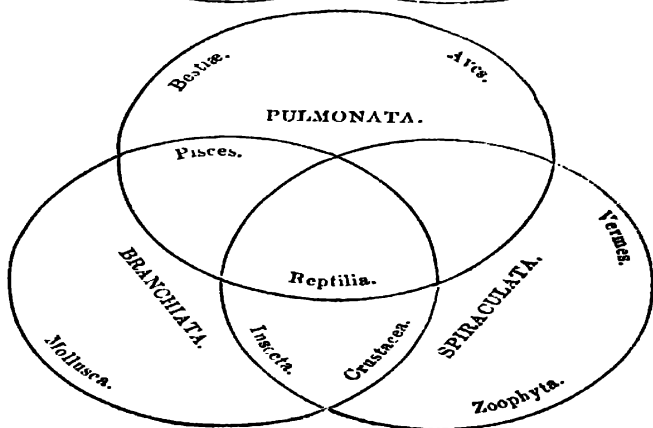 Bestiæ.
Aves.
PULMONATA.
Pisces.
Vermes.
BRANCHIATA.
Reptilia.
SPIRACULATA.
Insecta.
Crustacea.
Mollusca.
Zoophyta.